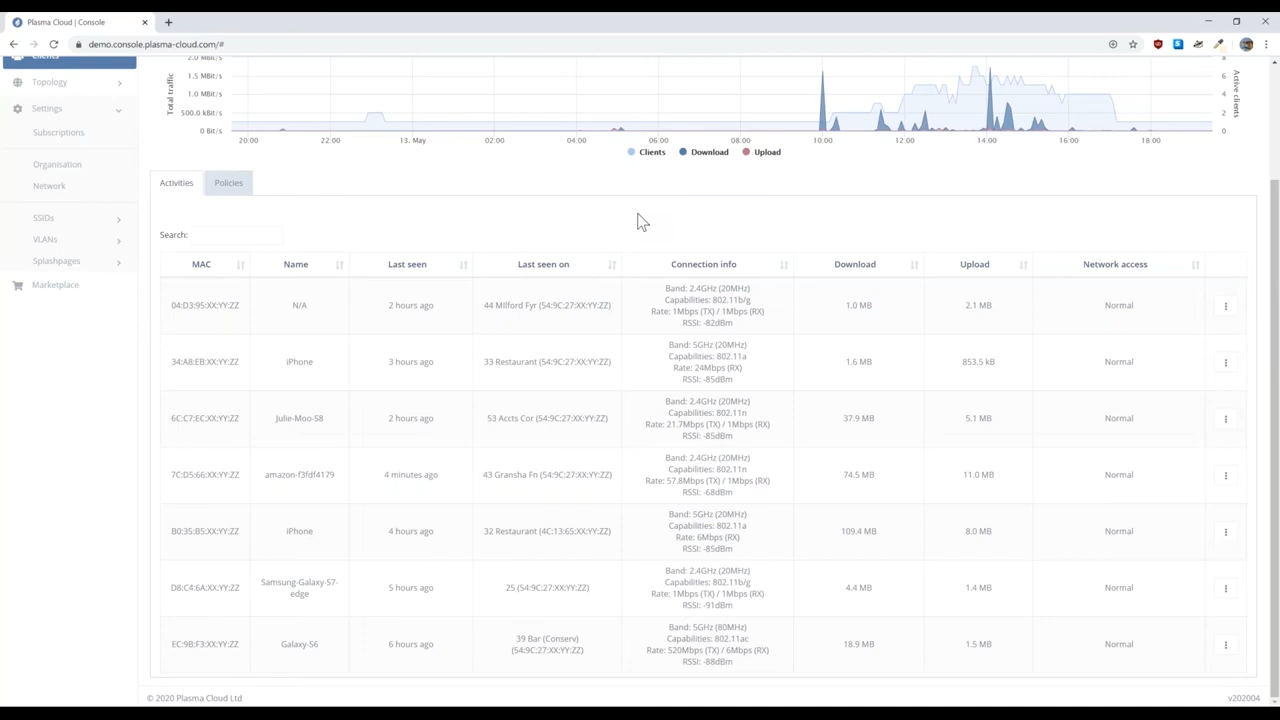 Plasma Cloud | Console
demo.console.plasma-cloud.com/#
Clients
Topology
Settings
Subscriptions
Organisation
Network
SSIDs
VLANs
Splashpages
Marketplace
Total traffic
2.0 MBit/s
1.5 MBit/s
1.0 MBit/s
500.0 kBit/s
0 Bit/s
8
6
4
2
0
Active clients
20:00 22:00 13. May 02:00 04:00 06:00 08:00 10:00 12:00 14:00 16:00 18:00
Clients Download Upload
Activities Policies
Search:
MAC Name Last seen Last seen on Connection info Download Upload Network access
04:D3:95:XX:YY:ZZ N/A 2 hours ago 44 MIlford Fyr (54:9C:27:XX:YY:ZZ) Band: 2.4GHz (20MHz)
Capabilities: 802.11b/g
Rate: 1Mbps (TX) / 1Mbps (RX)
RSSI: -82dBm
1.0 MB 2.1 MB Normal
34:A8:EB:XX:YY:ZZ iPhone 3 hours ago 33 Restaurant (54:9C:27:XX:YY:ZZ) Band: 5GHz (20MHz)
Capabilities: 802.11a
Rate: 24Mbps (RX)
RSSI: -85dBm
1.6 MB 853.5 kB Normal
6C:C7:EC:XX:YY:ZZ Julie-Moo-S8 2 hours ago 53 Accts Cor (54:9C:27:XX:YY:ZZ) Band: 2.4GHz (20MHz)
Capabilities: 802.11n
Rate: 21.7Mbps (TX) / 1Mbps (RX)
RSSI: -85dBm
37.9 MB 5.1 MB Normal
7C:D5:66:XX:YY:ZZ amazon-f3fdf4179 4 minutes ago 43 Gransha Fn (54:9C:27:XX:YY:ZZ) Band: 2.4GHz (20MHz)
Capabilities: 802.11n
Rate: 57.8Mbps (TX) / 1Mbps (RX)
RSSI: -68dBm
74.5 MB 11.0 MB Normal
B0:35:B5:XX:YY:ZZ iPhone 4 hours ago 32 Restaurant (4C:13:65:XX:YY:ZZ) Band: 5GHz (20MHz)
Capabilities: 802.11a
Rate: 6Mbps (RX)
RSSI: -85dBm
109.4 MB 8.0 MB Normal
D8:C4:6A:XX:YY:ZZ Samsung-Galaxy-S7-
edge
5 hours ago 25 (54:9C:27:XX:YY:ZZ) Band: 2.4GHz (20MHz)
Capabilities: 802.11b/g
Rate: 1Mbps (TX) / 1Mbps (RX)
RSSI: -91dBm
4.4 MB 1.4 MB Normal
EC:9B:F3:XX:YY:ZZ Galaxy-S6 6 hours ago 39 Bar (Conserv)
(54:9C:27:XX:YY:ZZ)
Band: 5GHz (80MHz)
Capabilities: 802.11ac
Rate: 520Mbps (TX) / 6Mbps (RX)
RSSI: -88dBm
18.9 MB 1.5 MB Normal
© 2020 Plasma Cloud Ltd
v202004